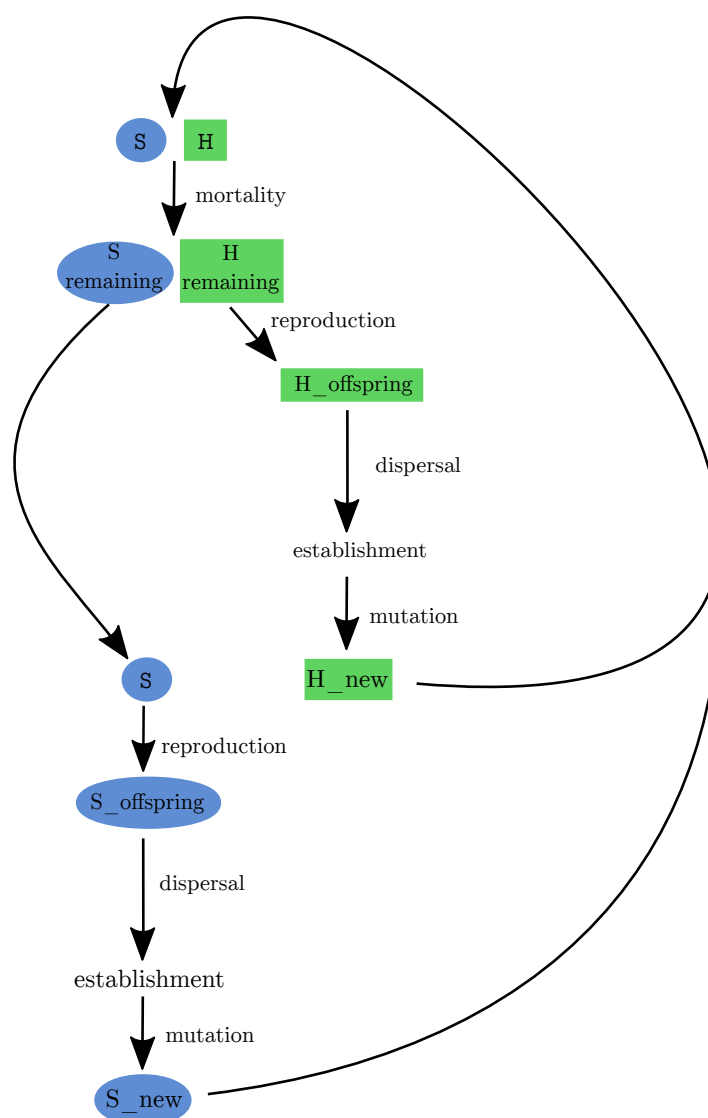 S H
mortality
S
remaining
H
remaining
reproduction
H_offspring
dispersal
establishment
mutation
H_new
S
reproduction
S_offspring
dispersal
establishment
mutation
S_new